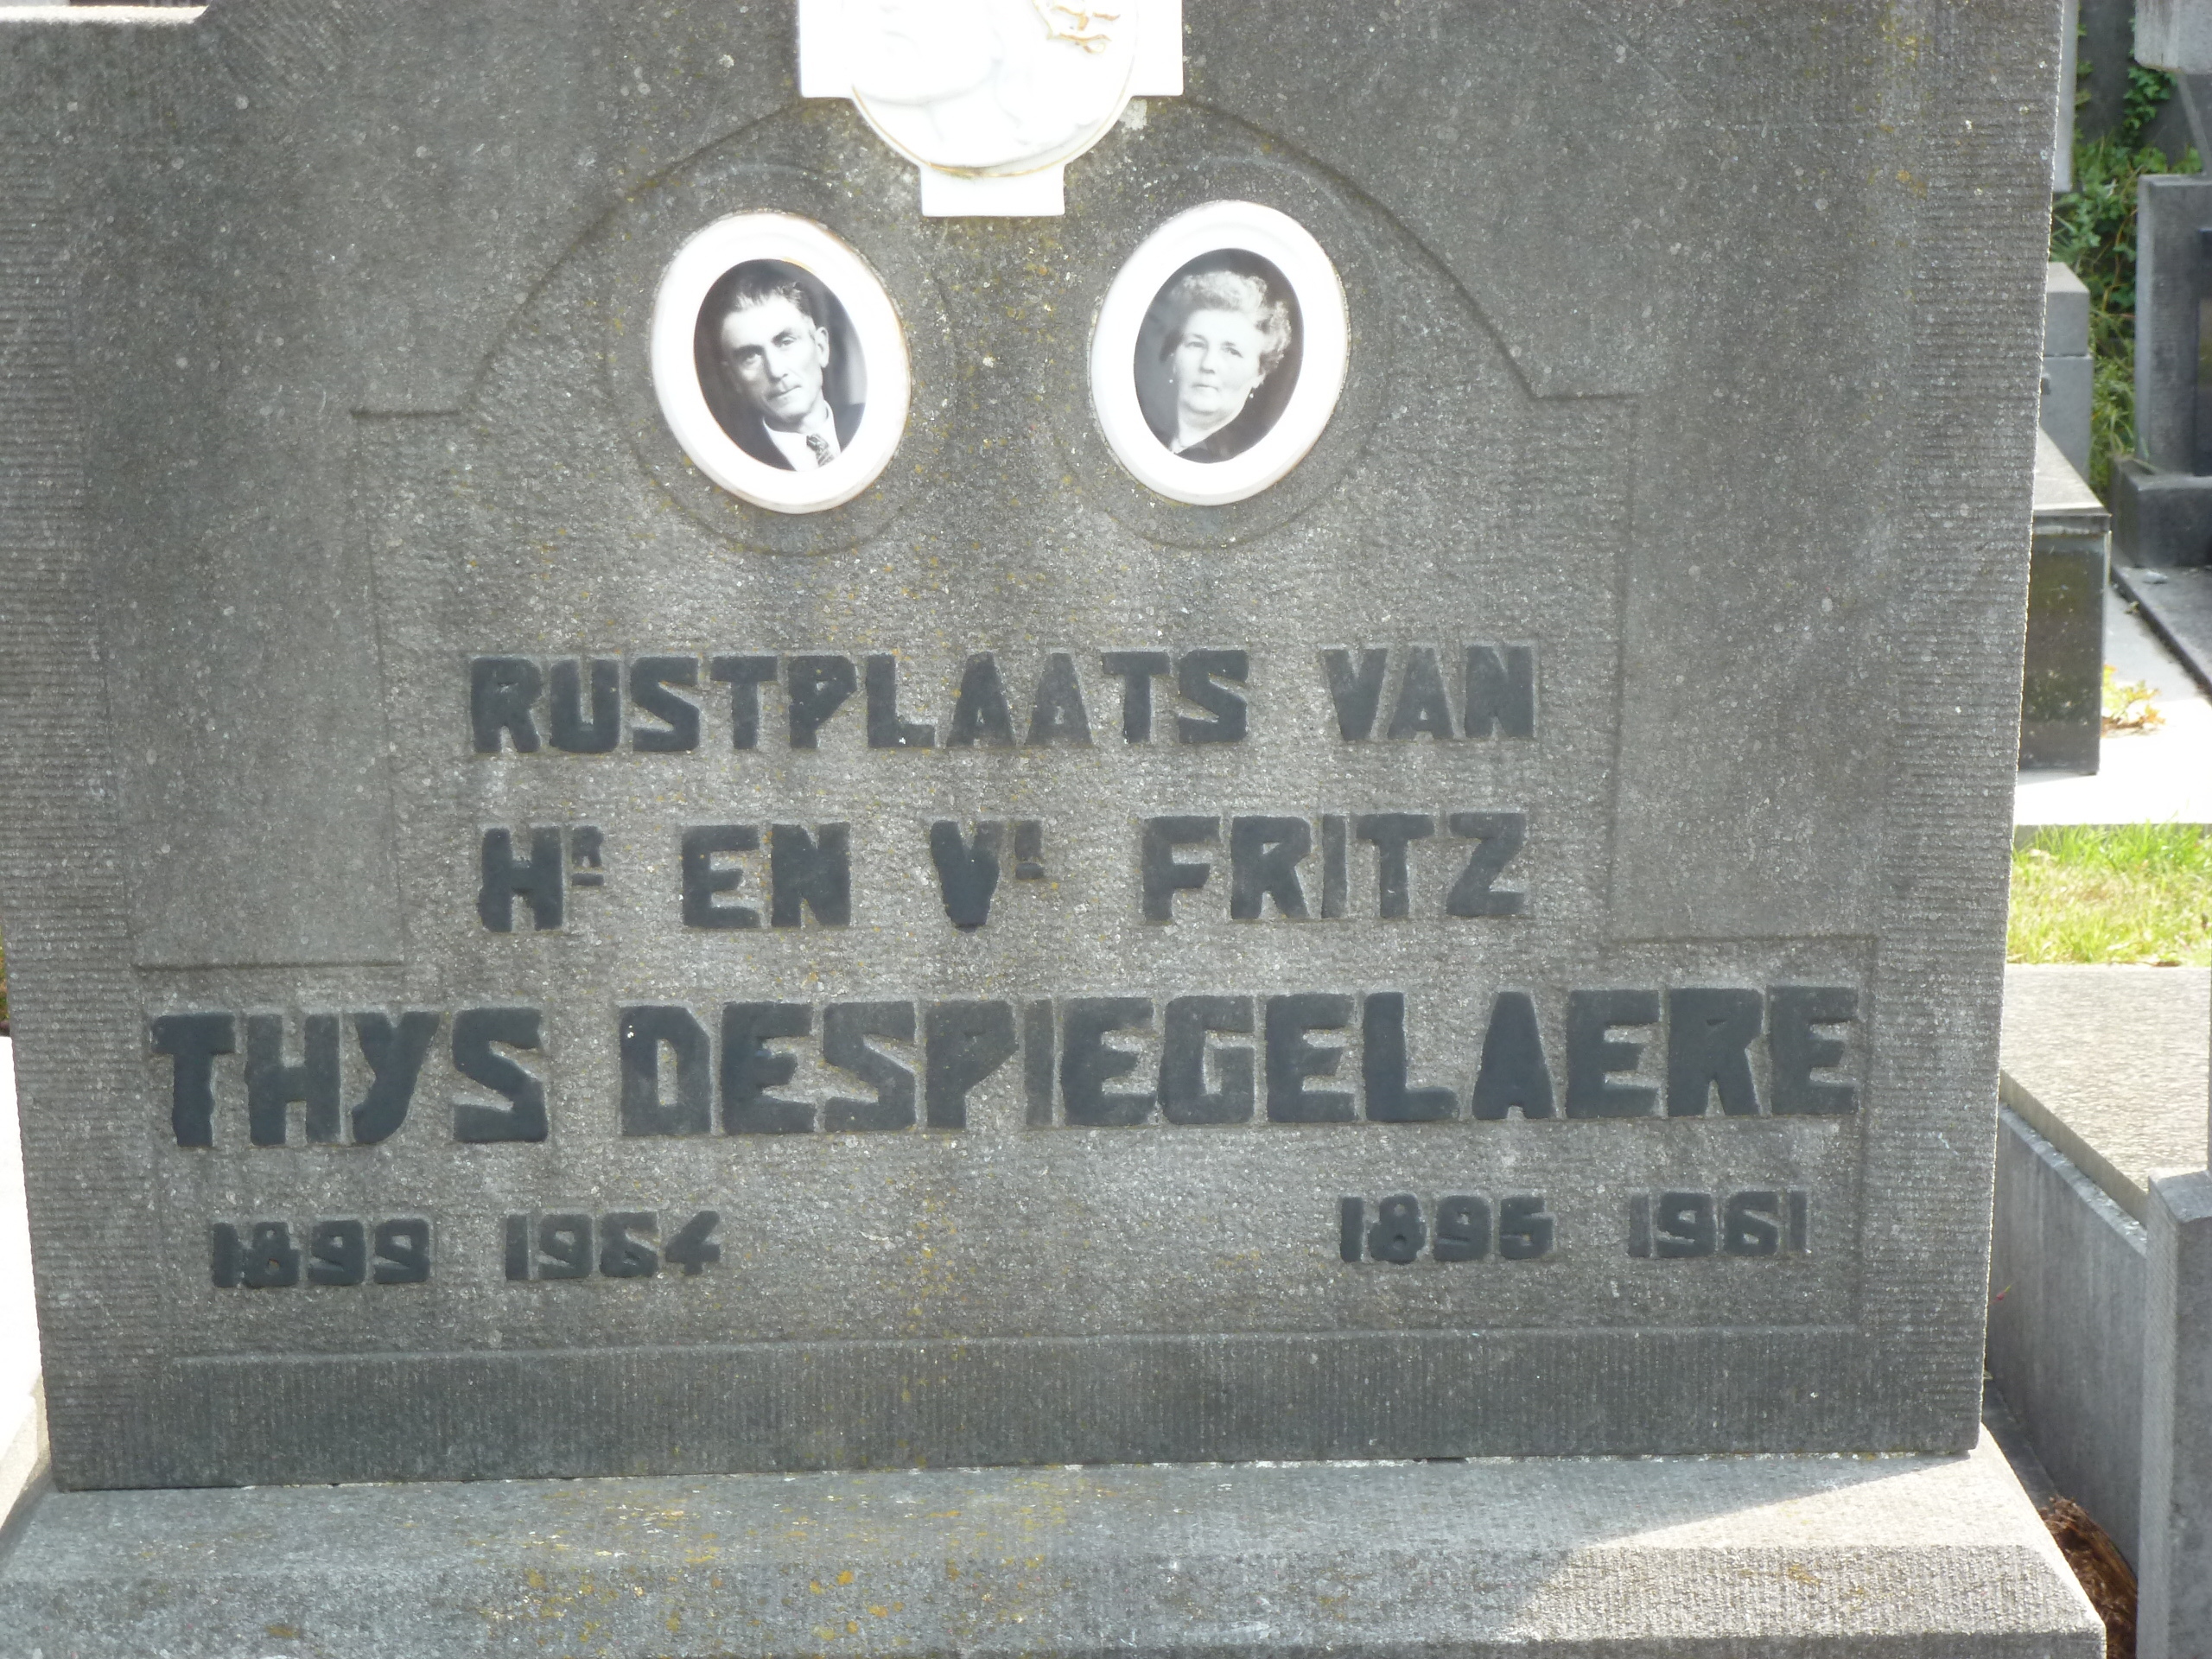 RUSTPLAATS VAN
HR EN VR FRITZ
THYS DESPIEGELAERE
1899 1964 1895 1961